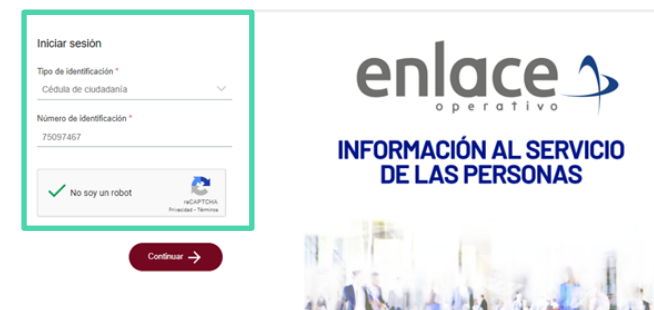 Iniciar sesión
Tipo de identificación *
Cédula de ciudadanía
Número de identificación *
75097467
No soy un robot
reCAPTCHA
Privacidad - Términos
Continuar
enlace
operativo
INFORMACIÓN AL SERVICIO
DE LAS PERSONAS